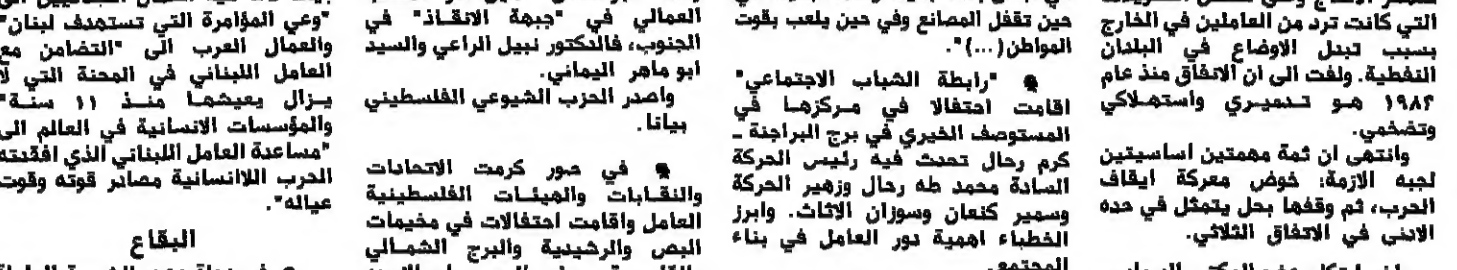 التي كانت ترد من العاملين في الخارج
بسبب تبدل الاوضاع في البلدان
النفطية. ولفت الى ان الانفاق منذ عام
١٩٨٢ هو تدميري واستهلاكي
وتضخمي.
وانتهى ان ثمة مهمتين اساسيتين
لجبه الازمة: خوض معركة ايقاف
الحرب، ثم وقفها بحل يتمثل في حده
الادنى في الاتفاق الثلاثي.
حين تقفل المصانع وفي حين يلعب بقوت
المواطن(...)".
● "رابطة الشباب الاجتماعي"
اقامت احتفالا في مركزها في
المستوصف الخيري في برج البراجنة ـ
كرم رحال تحدث فيه رئيس الحركة
السادة محمد طه رحال وزهير الحركة
وسمير كنعان وسوزان الاثاث. وابرز
الخطباء اهمية دور العامل في بناء
المجتمع.
العمالي في "جبهة الانقاذ" في
الجنوب، فالدكتور نبيل الراعي والسيد
ابو ماهر اليماني.
واصدر الحزب الشيوعي الفلسطيني
بيانا.
● في صور كرمت الاتحادات
والنقابات والهيئات الفلسطينية
العامل واقامت احتفالات في مخيمات
البص والرشيدية والبرج الشمالي
"وعي المؤامرة التي تستهدف لبنان"
والعمال العرب الى "التضامن مع
العامل اللبناني في المحنة التي لا
يزال يعيشها منذ ١١ سنة"
والمؤسسات الانسانية في العالم الى
"مساعدة العامل اللبناني الذي افقدته
الحرب اللاانسانية مصادر قوته وقوت
عياله".
البقاع